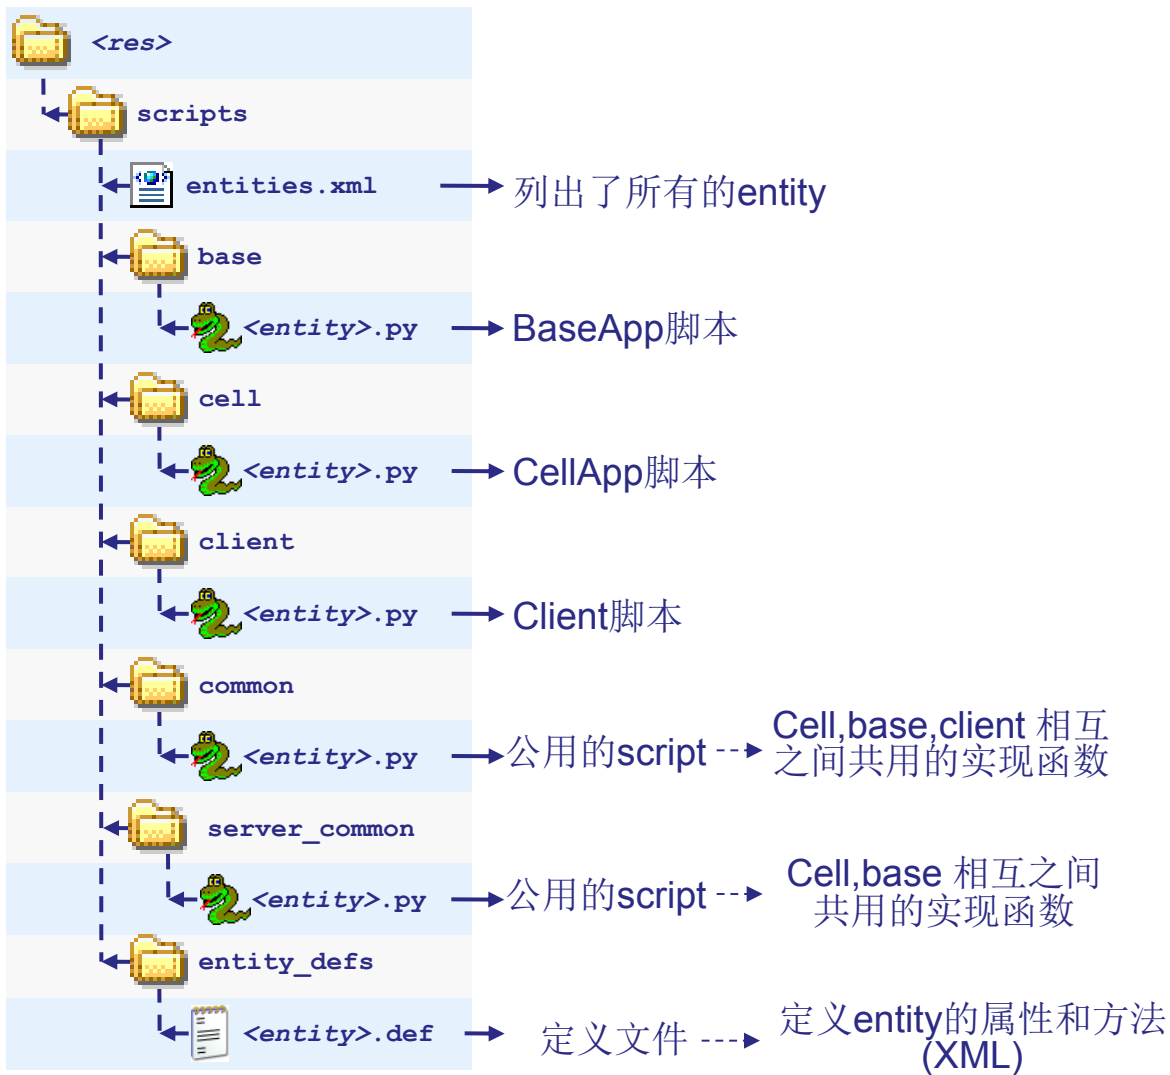 <res>
scripts
entities.xml
列出了所有的entity
base
<entity>.py
BaseApp脚本
cell
<entity>.py
CellApp脚本
client
<entity>.py
Client脚本
common
<entity>.py
公用的script
Cell,base,client 相互
之间共用的实现函数
server_common
<entity>.py
公用的script
Cell,base 相互之间
共用的实现函数
entity_defs
<entity>.def
定义文件
定义entity的属性和方法
(XML)